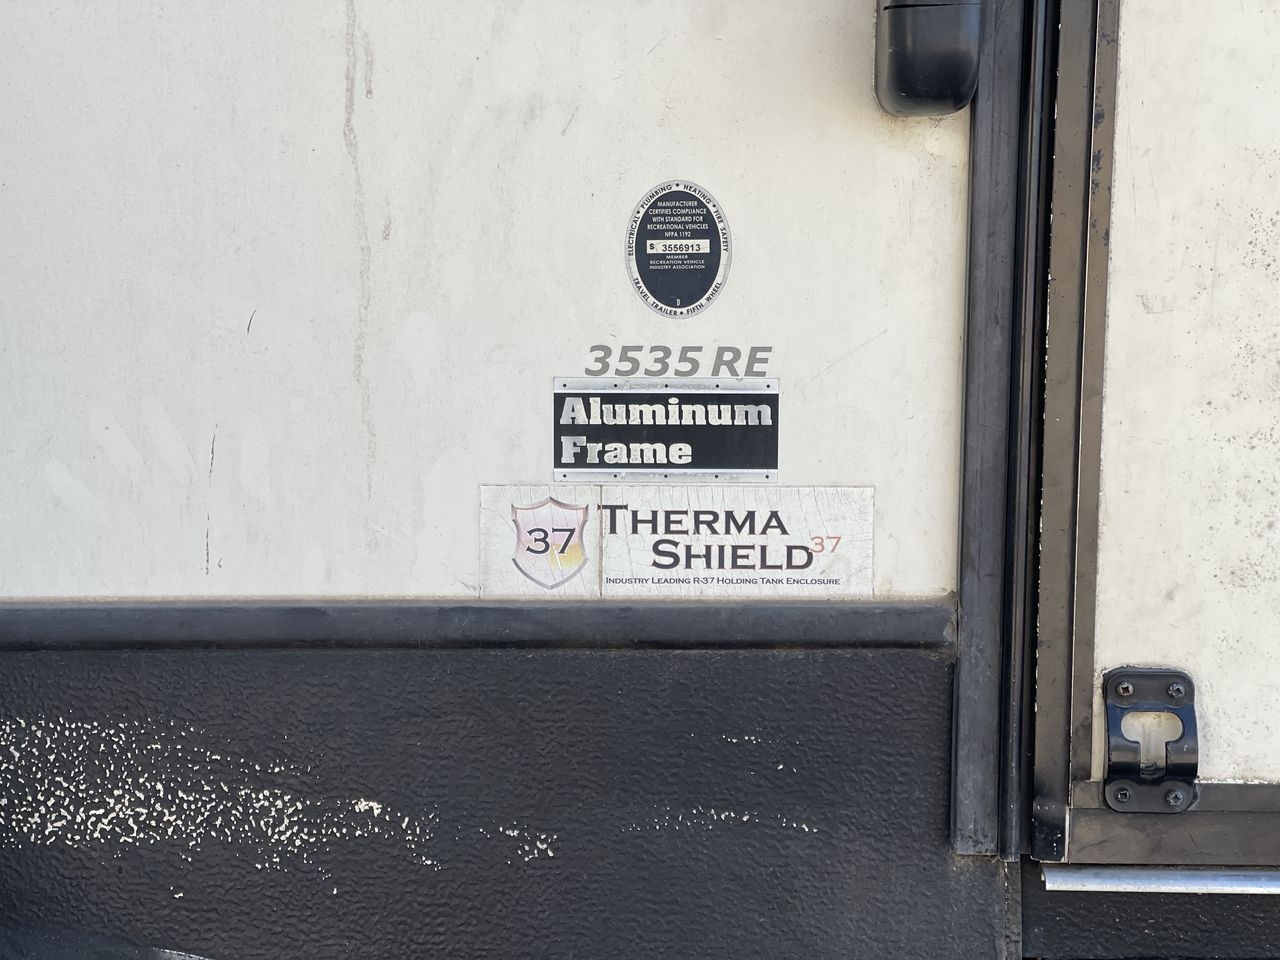 ELECTRICAL • PLUMBING • HEATING • FIRE SAFETY
MANUFACTURER
CERTIFIES COMPLIANCE
WITH STANDARD FOR
RECREATIONAL VEHICLES
NFPA 1192
S 3556913
MEMBER
RECREATION VEHICLE
INDUSTRY ASSOCIATION
D
TRAVEL TRAILER • FIFTH WHEEL
3535 RE
Aluminum
Frame
37
THERMA
SHIELD37
INDUSTRY LEADING R-37 HOLDING TANK ENCLOSURE